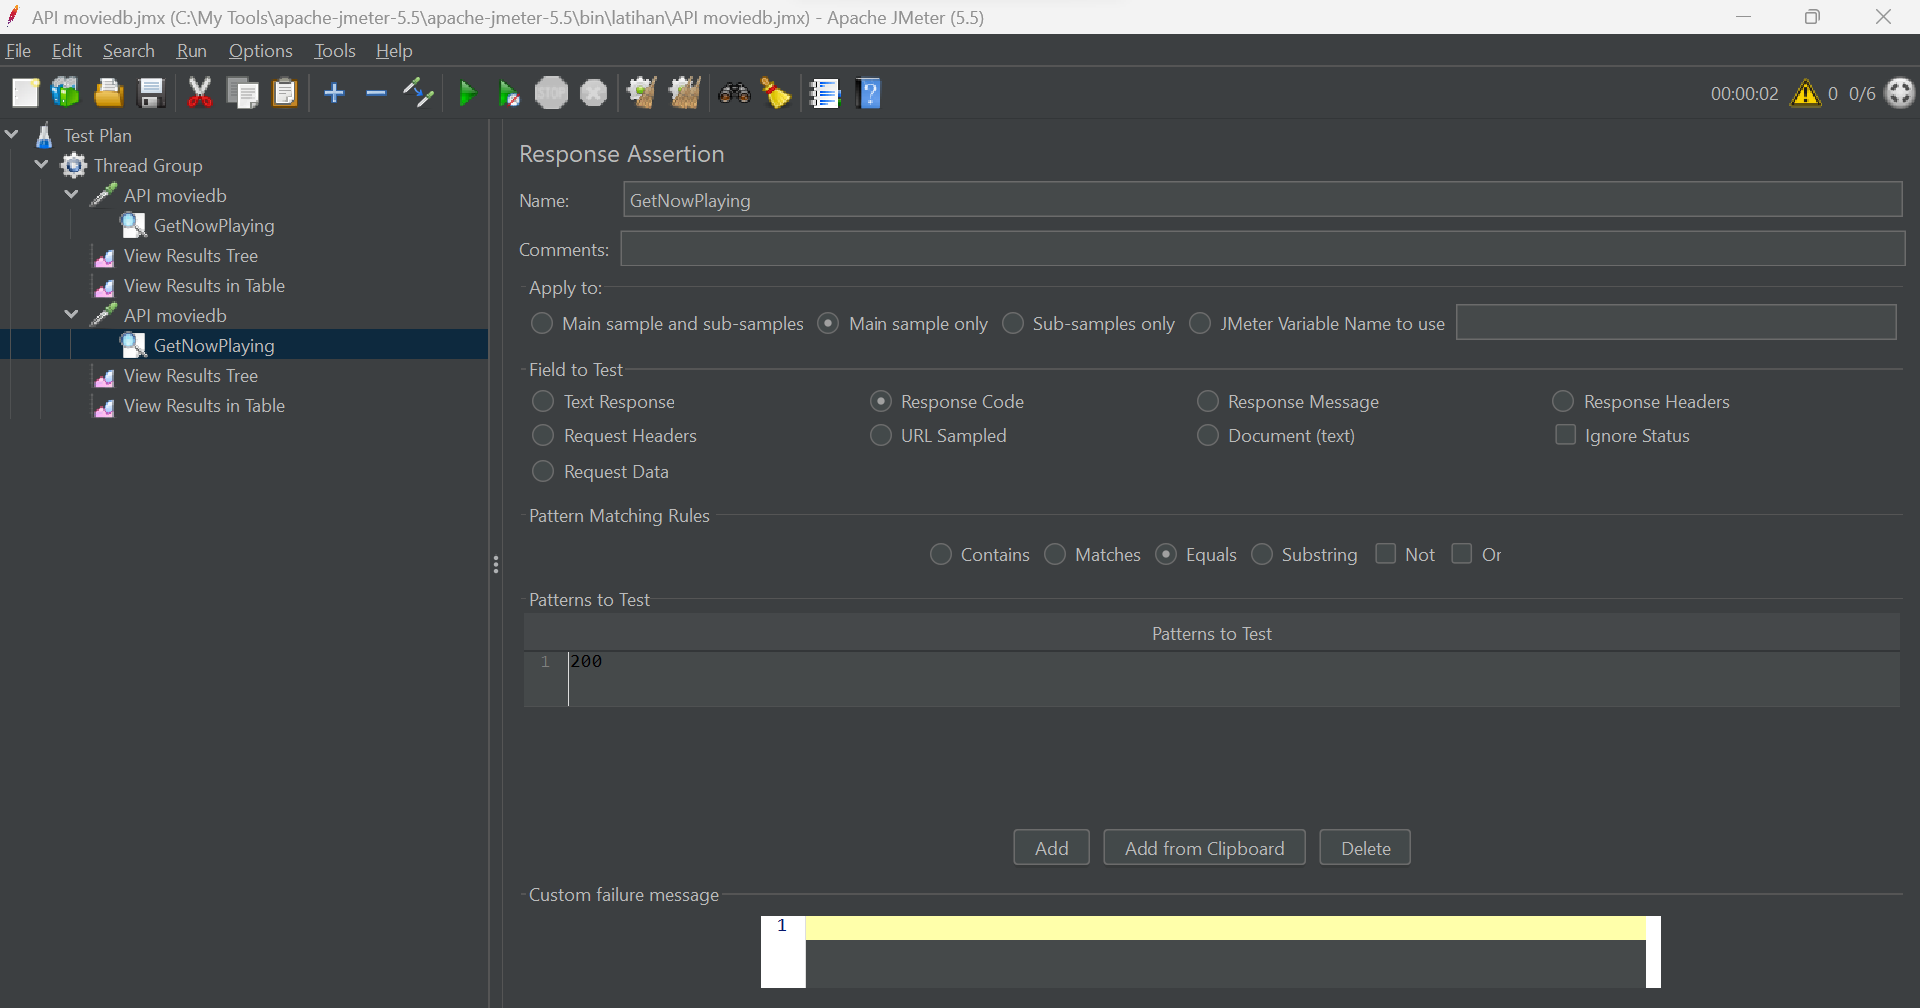 API moviedb.jmx (C:\My Tools\apache-jmeter-5.5\apache-jmeter-5.5\bin\latihan\API moviedb.jmx) - Apache JMeter (5.5)
File Edit Search Run Options Tools Help
STOP
00:00:02 0 0/6
Test Plan
Thread Group
API moviedb
GetNowPlaying
View Results Tree
View Results in Table
API moviedb
GetNowPlaying
View Results Tree
View Results in Table
Response Assertion
Name: GetNowPlaying
Comments:
Apply to:
Main sample and sub-samples Main sample only Sub-samples only JMeter Variable Name to use
Field to Test
Text Response Response Code Response Message Response Headers
Request Headers URL Sampled Document (text) Ignore Status
Request Data
Pattern Matching Rules
Contains Matches Equals Substring Not Or
Patterns to Test
Patterns to Test
1 200
Add Add from Clipboard Delete
Custom failure message
1